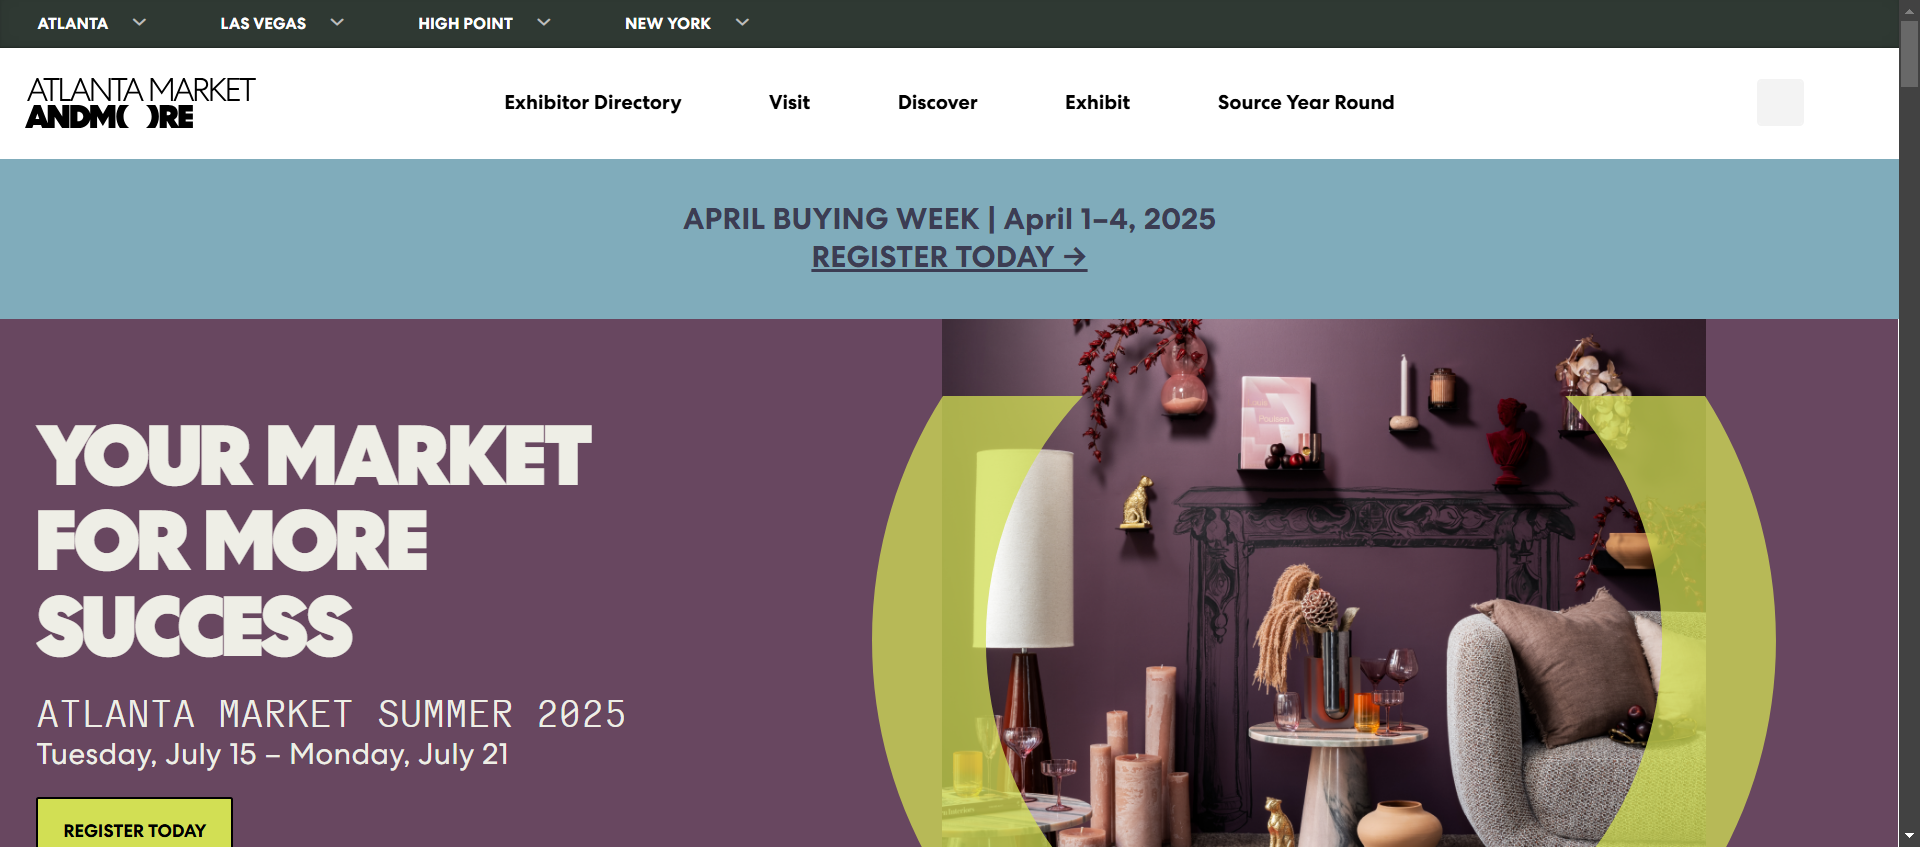 ATLANTA
LAS VEGAS
HIGH POINT
NEW YORK
ATLANTA MARKET
ANDMORE
Exhibitor Directory
Visit
Discover
Exhibit
Source Year Round
APRIL BUYING WEEK | April 1–4, 2025
REGISTER TODAY →
YOUR MARKET
FOR MORE
SUCCESS
ATLANTA MARKET SUMMER 2025
Tuesday, July 15 – Monday, July 21
REGISTER TODAY